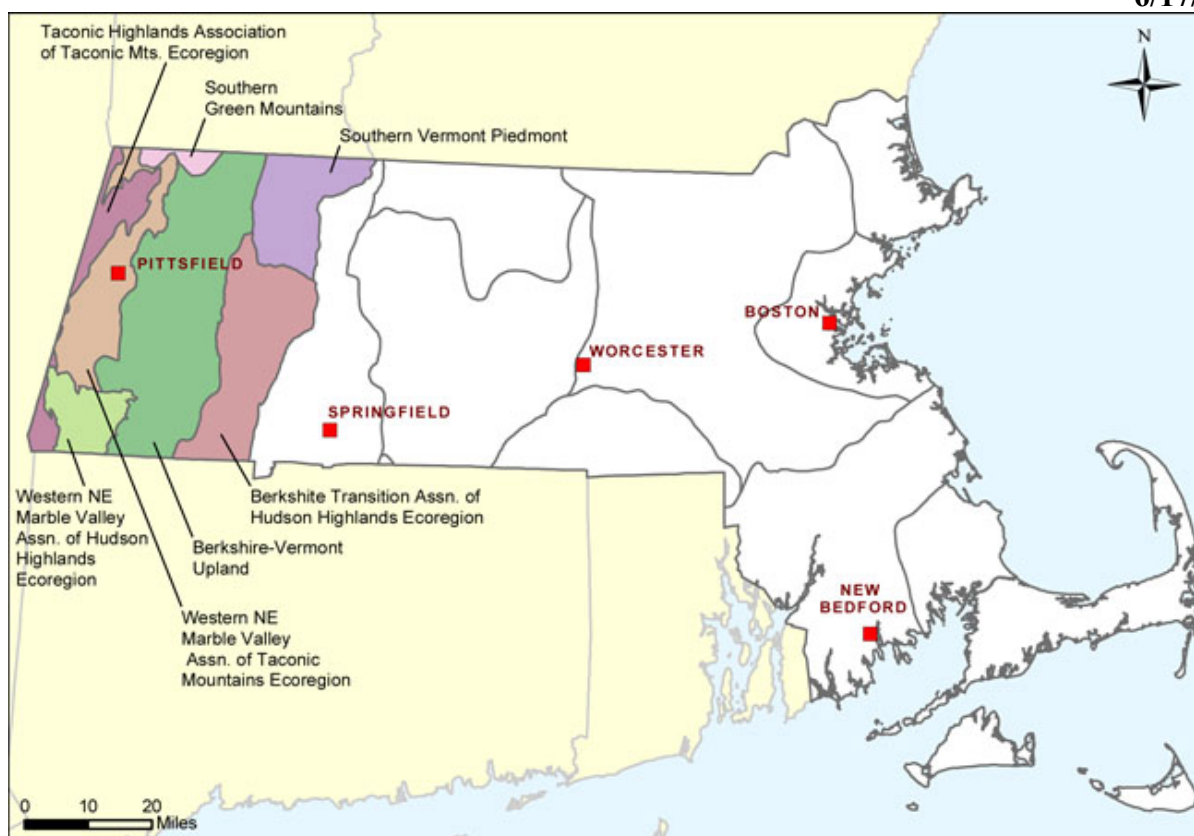 Taconic Highlands Association
of Taconic Mts. Ecoregion
Southern
Green Mountains
Southern Vermont Piedmont
N
PITTSFIELD
BOSTON
WORCESTER
SPRINGFIELD
Western NE
Marble Valley
Assn. of Hudson
Highlands
Ecoregion
Berkshite Transition Assn. of
Hudson Highlands Ecoregion
Berkshire-Vermont
Upland
Western NE
Marble Valley
Assn. of Taconic
Mountains Ecoregion
NEW
BEDFORD
0 10 20
Miles